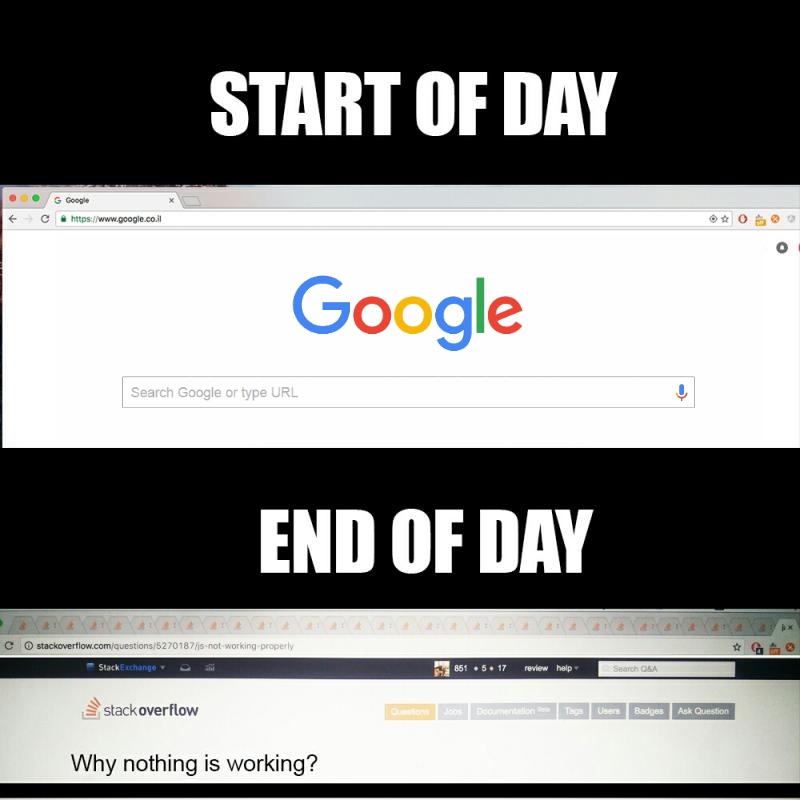 START OF DAY
Google
https://www.google.co.il
Google
Search Google or type URL
END OF DAY
stackoverflow.com/questions/5270187/js-not-working-properly
StackExchange
851 5 17 review help
Search Q&A
stackoverflow
Questions Jobs Documentation Beta Tags Users Badges Ask Question
Why nothing is working?